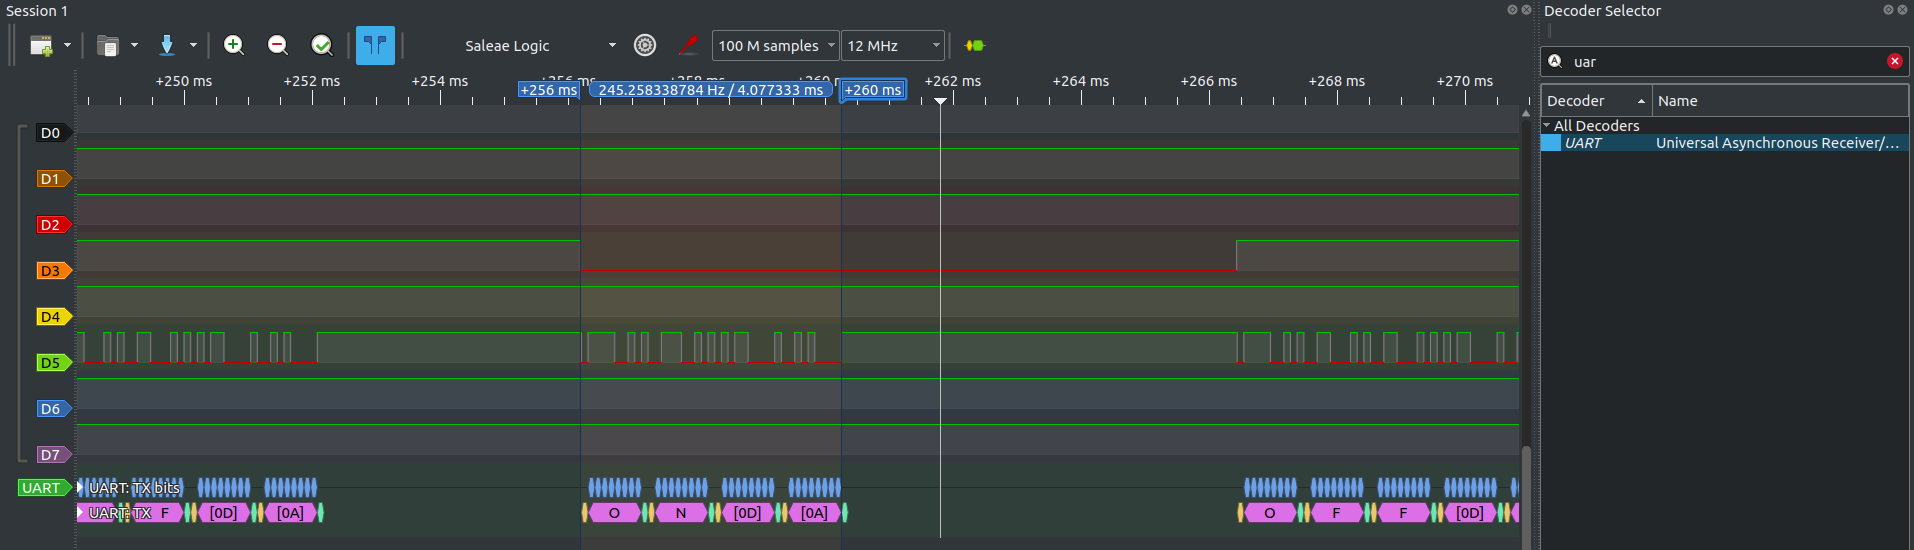 Session 1
Decoder Selector
Saleae Logic
100 M samples
12 MHz
uar
+250 ms +252 ms +254 ms +262 ms +264 ms +266 ms +268 ms +270 ms
+256 ms 245.258338784 Hz / 4.077333 ms +260 ms
Decoder Name
All Decoders
UART Universal Asynchronous Receiver/...
D0
D1
D2
D3
D4
D5
D6
D7
UART UART: TX bits
UART: TX F [0D] [0A] O N [0D] [0A] O F F [0D]